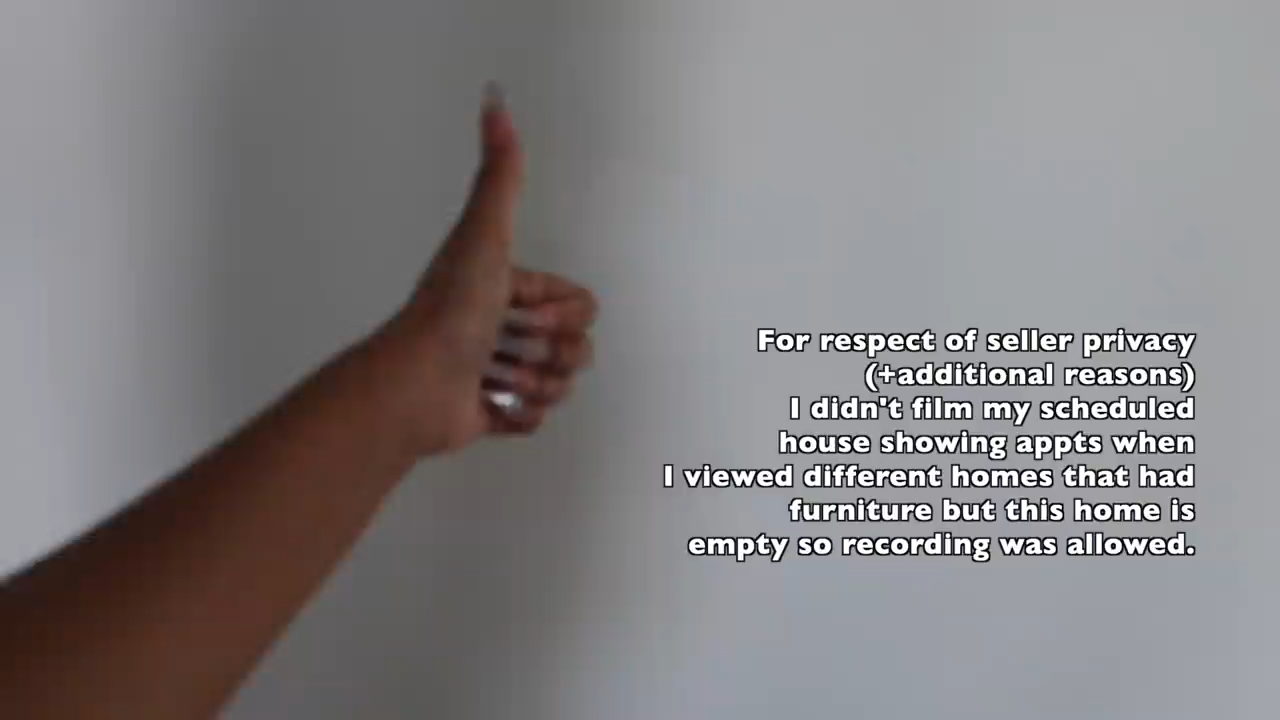 For respect of seller privacy
(+additional reasons)
I didn't film my scheduled
house showing appts when
I viewed different homes that had
furniture but this home is
empty so recording was allowed.